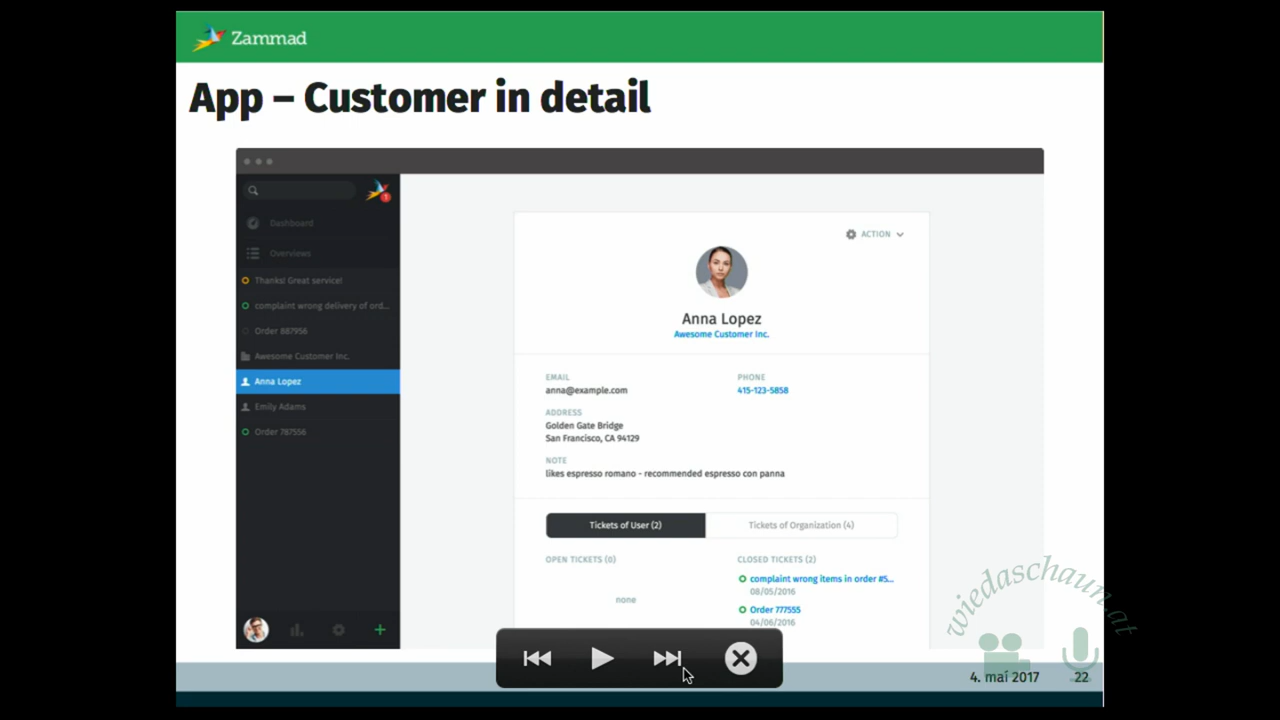 Zammad
App – Customer in detail
1
Dashboard
Overviews
Thanks! Great service!
complaint wrong delivery of ord...
Order 887956
Awesome Customer Inc.
Anna Lopez
Emily Adams
Order 787556
ACTION
Anna Lopez
Awesome Customer Inc.
EMAIL
anna@example.com
PHONE
415-123-5858
ADDRESS
Golden Gate Bridge
San Francisco, CA 94129
NOTE
likes espresso romano - recommended espresso con panna
Tickets of User (2)
Tickets of Organization (4)
OPEN TICKETS (0)
none
CLOSED TICKETS (2)
complaint wrong items in order #5...
08/05/2016
Order 777555
04/06/2016
wiedaschaun.at
4. mai 2017
22